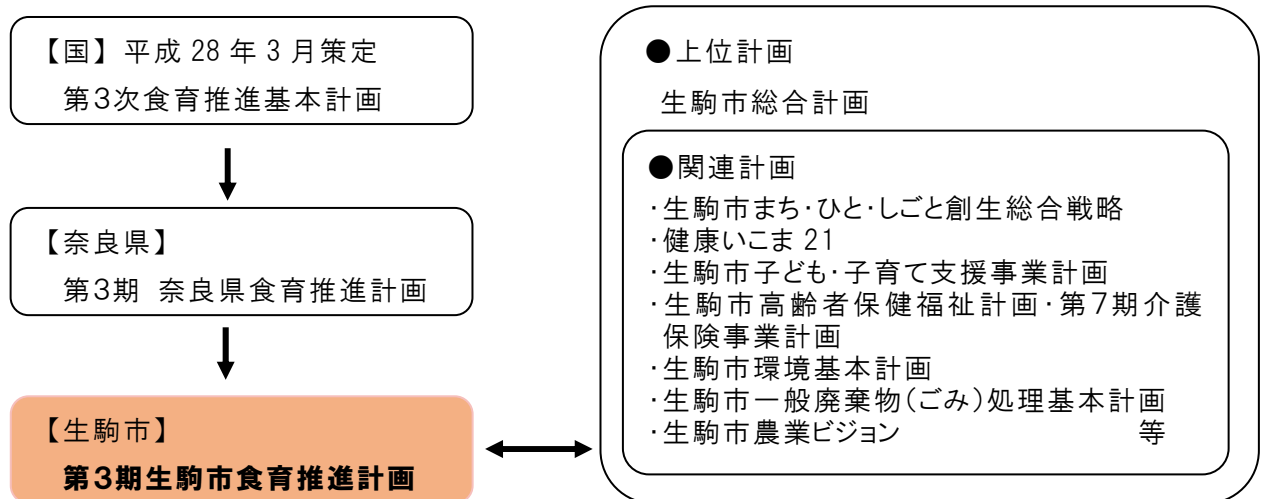 【国】平成 28 年 3 月策定
第3次食育推進基本計画
【奈良県】
第3期 奈良県食育推進計画
【生駒市】
第3期生駒市食育推進計画
●上位計画
生駒市総合計画
●関連計画
・生駒市まち・ひと・しごと創生総合戦略
・健康いこま 21
・生駒市子ども・子育て支援事業計画
・生駒市高齢者保健福祉計画・第7期介護
保険事業計画
・生駒市環境基本計画
・生駒市一般廃棄物(ごみ)処理基本計画
・生駒市農業ビジョン 等